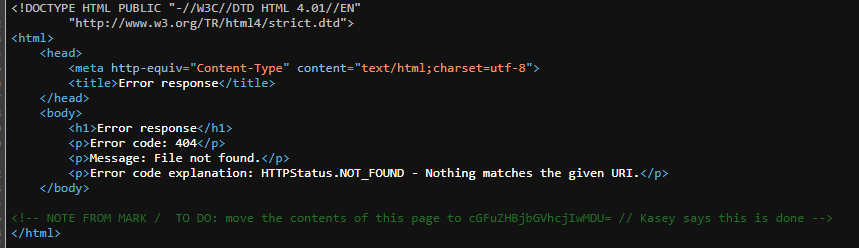 <!DOCTYPE HTML PUBLIC "-//W3C//DTD HTML 4.01//EN"
"http://www.w3.org/TR/html4/strict.dtd">
<html>
<head>
<meta http-equiv="Content-Type" content="text/html;charset=utf-8">
<title>Error response</title>
</head>
<body>
<h1>Error response</h1>
<p>Error code: 404</p>
<p>Message: File not found.</p>
<p>Error code explanation: HTTPStatus.NOT_FOUND - Nothing matches the given URI.</p>
</body>
<!-- NOTE FROM MARK /  TO DO: move the contents of this page to cGFuZHBjbGVhcjIwMDU= // Kasey says this is done -->
</html>